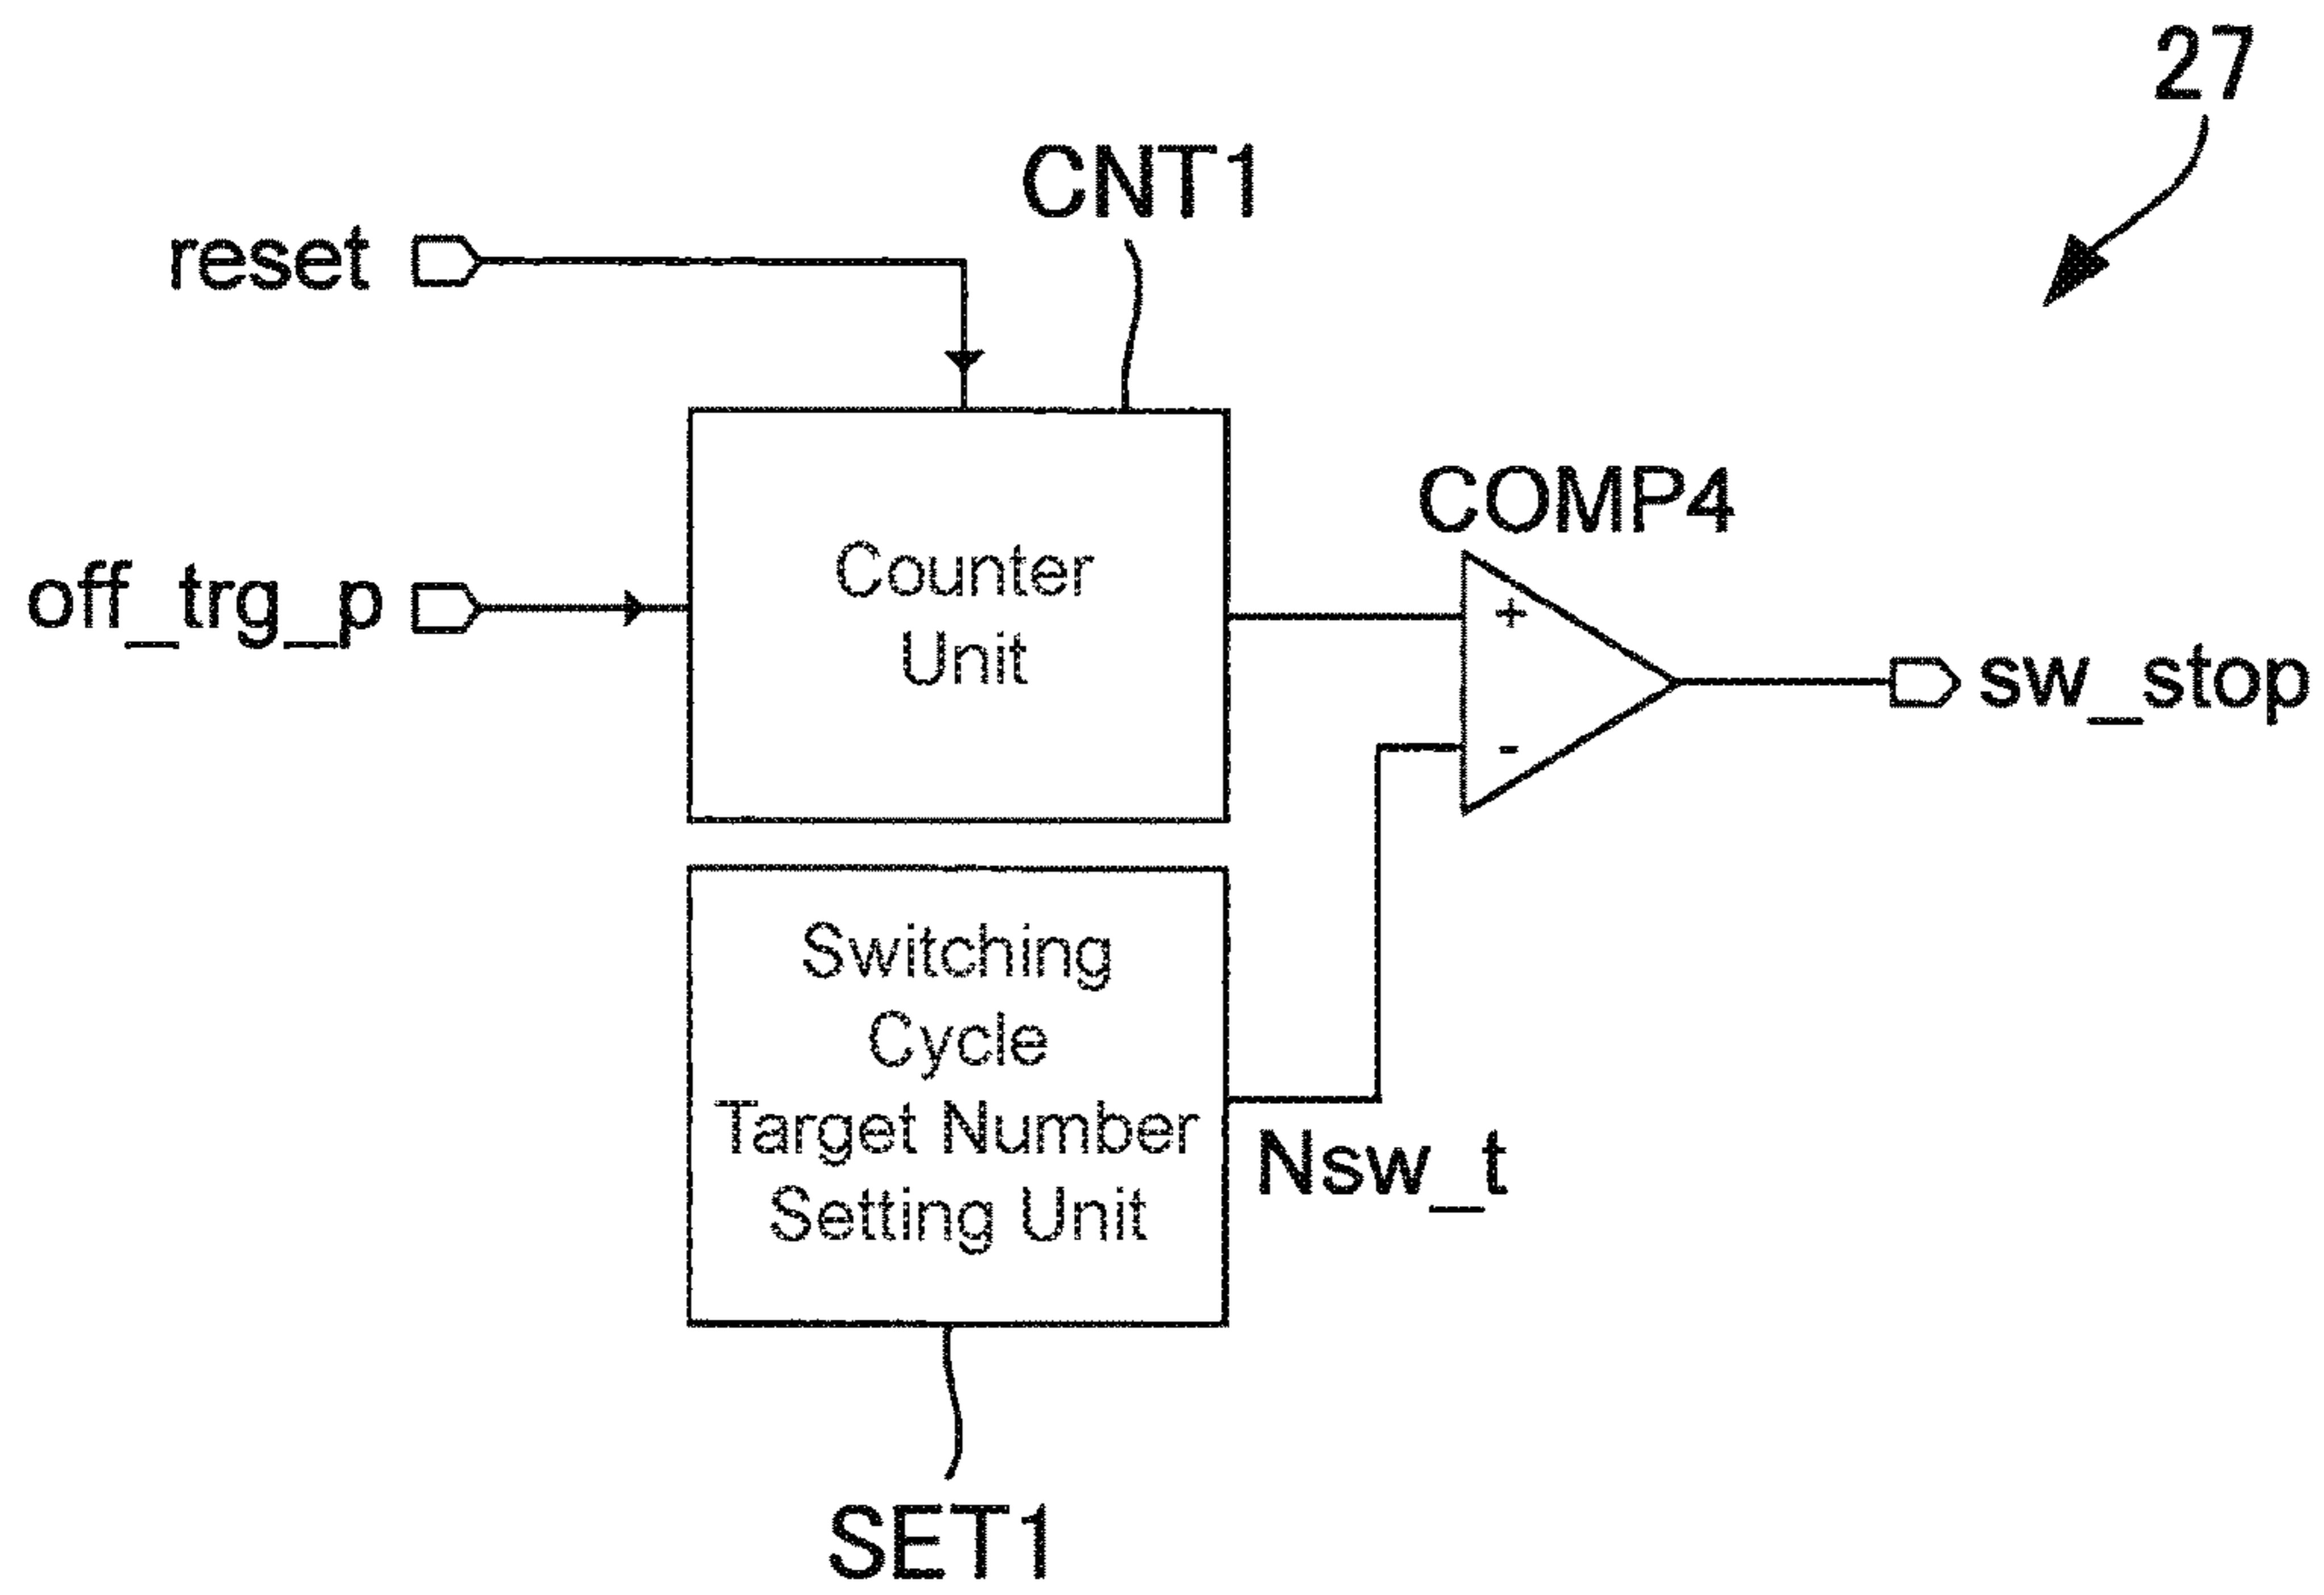 27
CNT1
reset
COMP4
off_trg_p
Counter
Unit
+
-
sw_stop
Switching
Cycle
Target Number
Setting Unit
Nsw_t
SET1